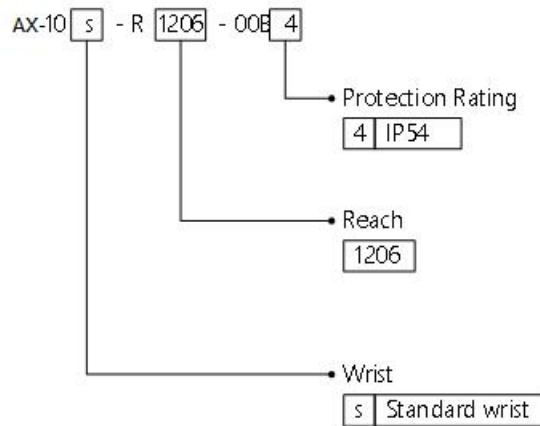 AX-10 s - R 1206 - 00B 4
Protection Rating
4 IP54
Reach
1206
Wrist
s Standard wrist